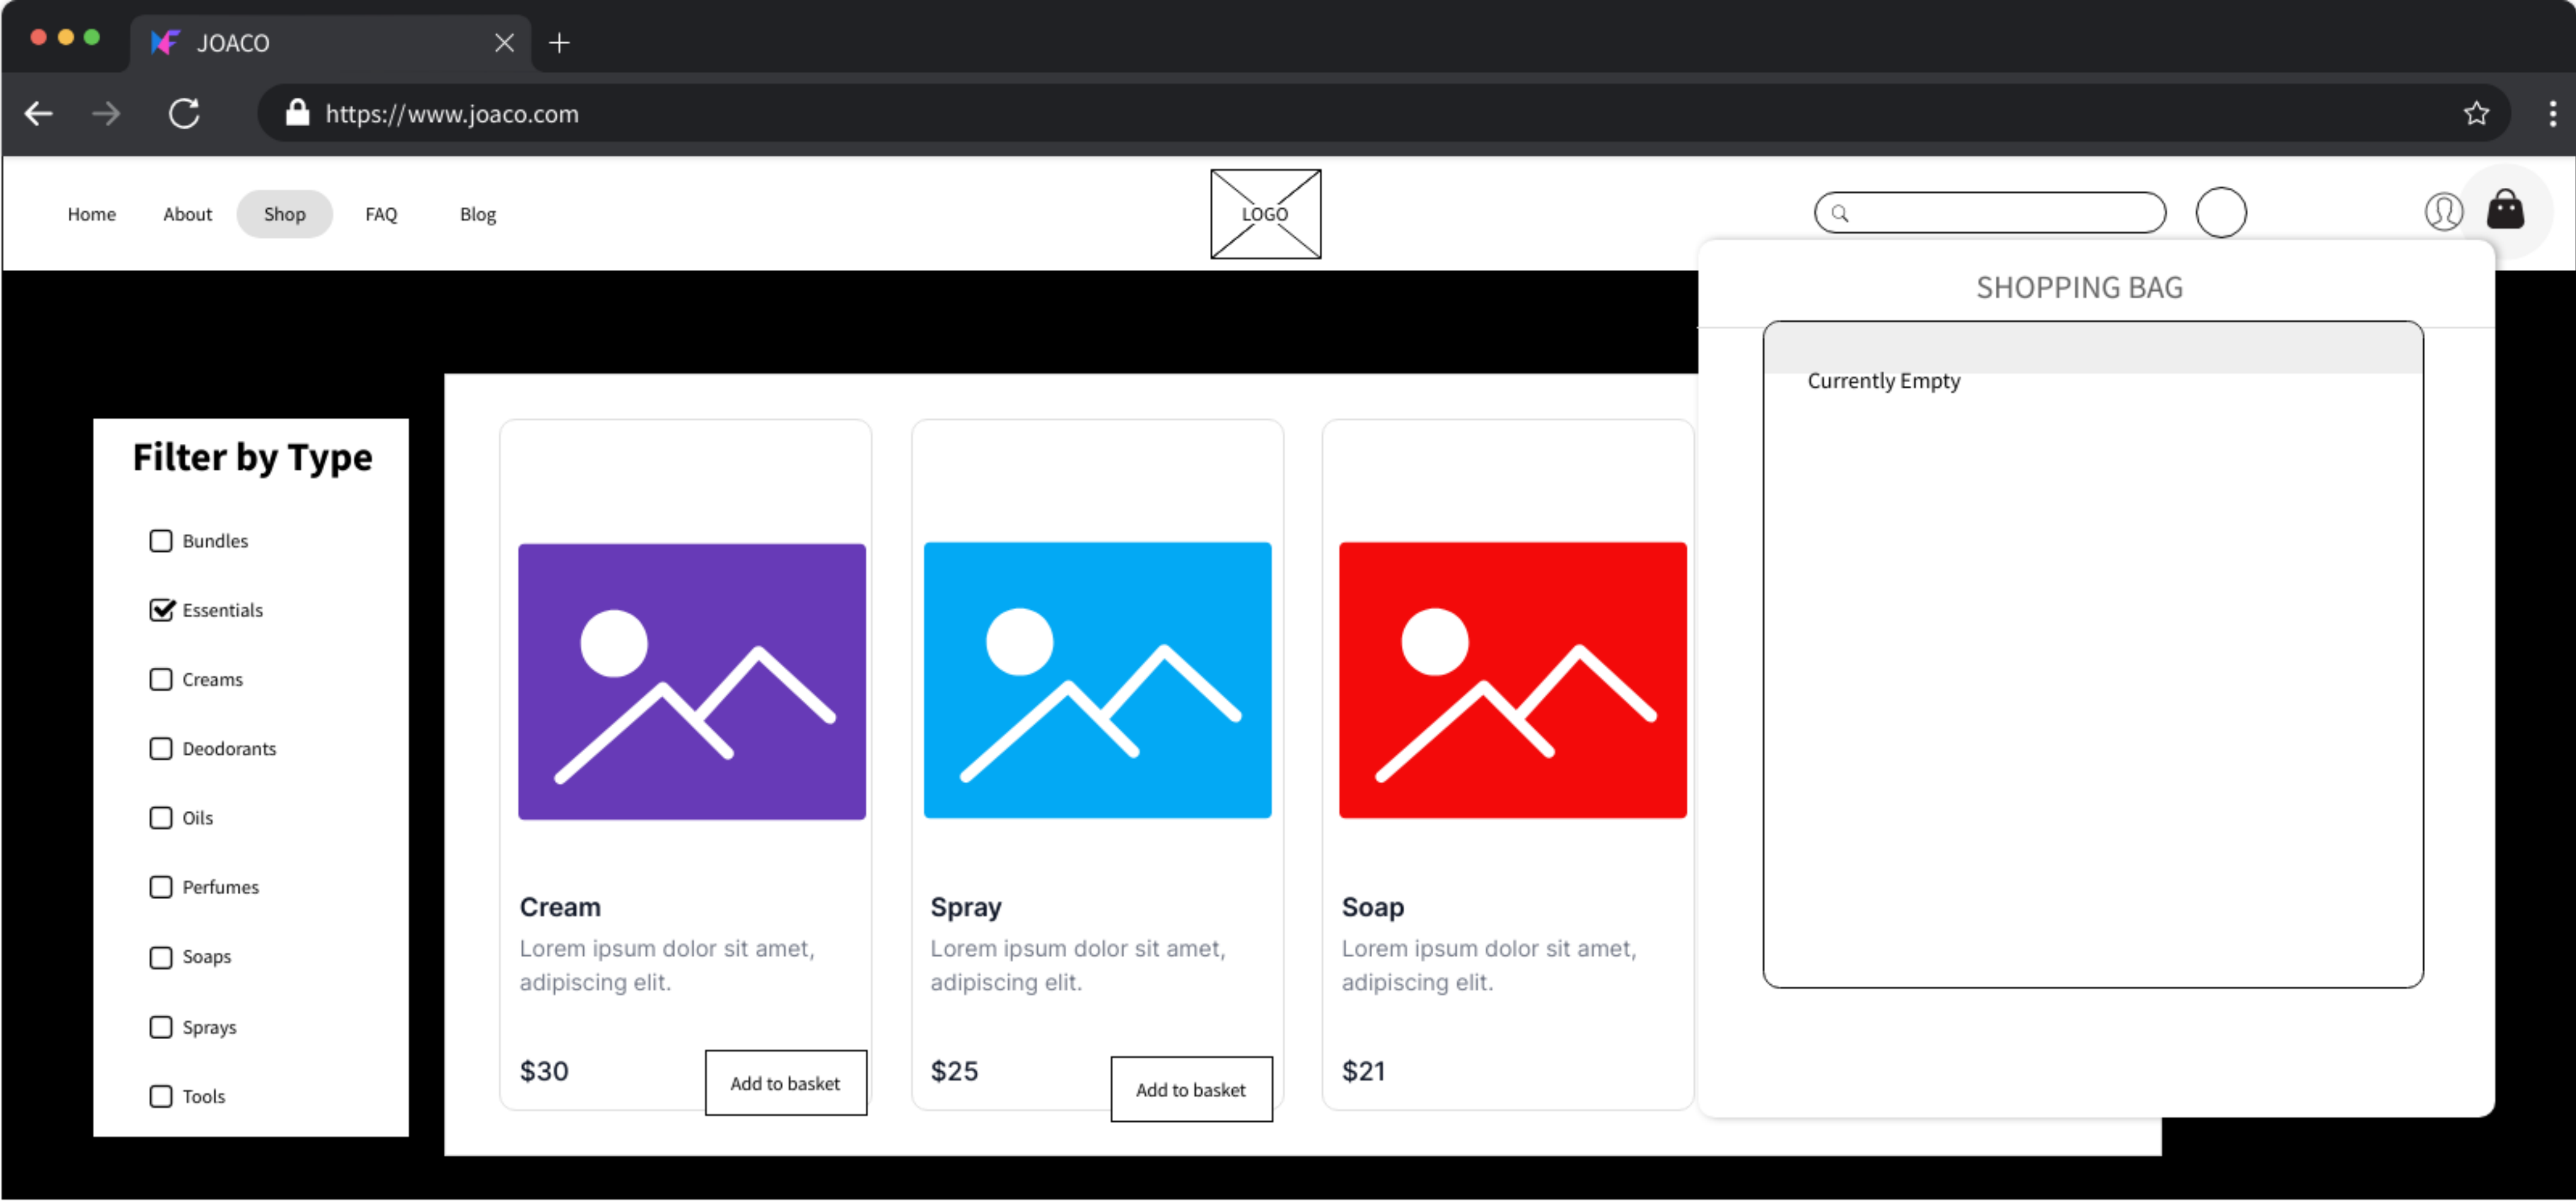 JOACO
https://www.joaco.com
Home About Shop FAQ Blog
LOGO
SHOPPING BAG
Currently Empty
Filter by Type
Bundles
Essentials
Creams
Deodorants
Oils
Perfumes
Soaps
Sprays
Tools
Cream
Lorem ipsum dolor sit amet,
adipiscing elit.
$30
Add to basket
Spray
Lorem ipsum dolor sit amet,
adipiscing elit.
$25
Add to basket
Soap
Lorem ipsum dolor sit amet,
adipiscing elit.
$21